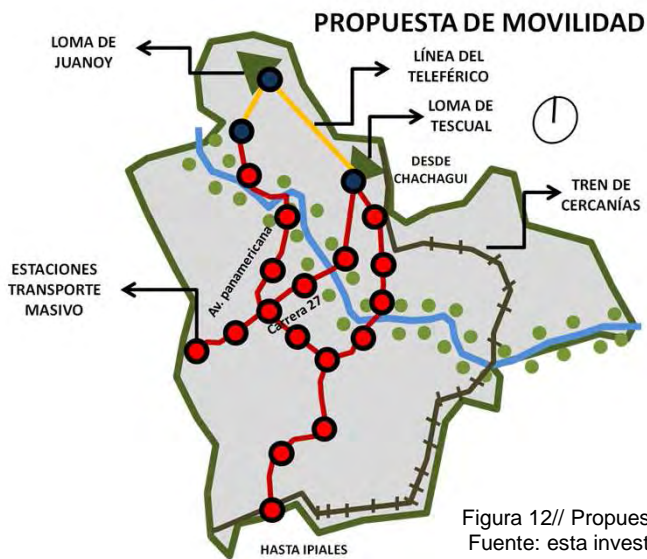 PROPUESTA DE MOVILIDAD
LOMA DE
JUANOY
LÍNEA DEL
TELEFÉRICO
LOMA DE
TESCUAL
DESDE
CHACHAGUI
TREN DE
CERCANÍAS
ESTACIONES
TRANSPORTE
MASIVO
Av. panamericana
Carrera 27
HASTA IPIALES
Figura 12// Propues
Fuente: esta invest